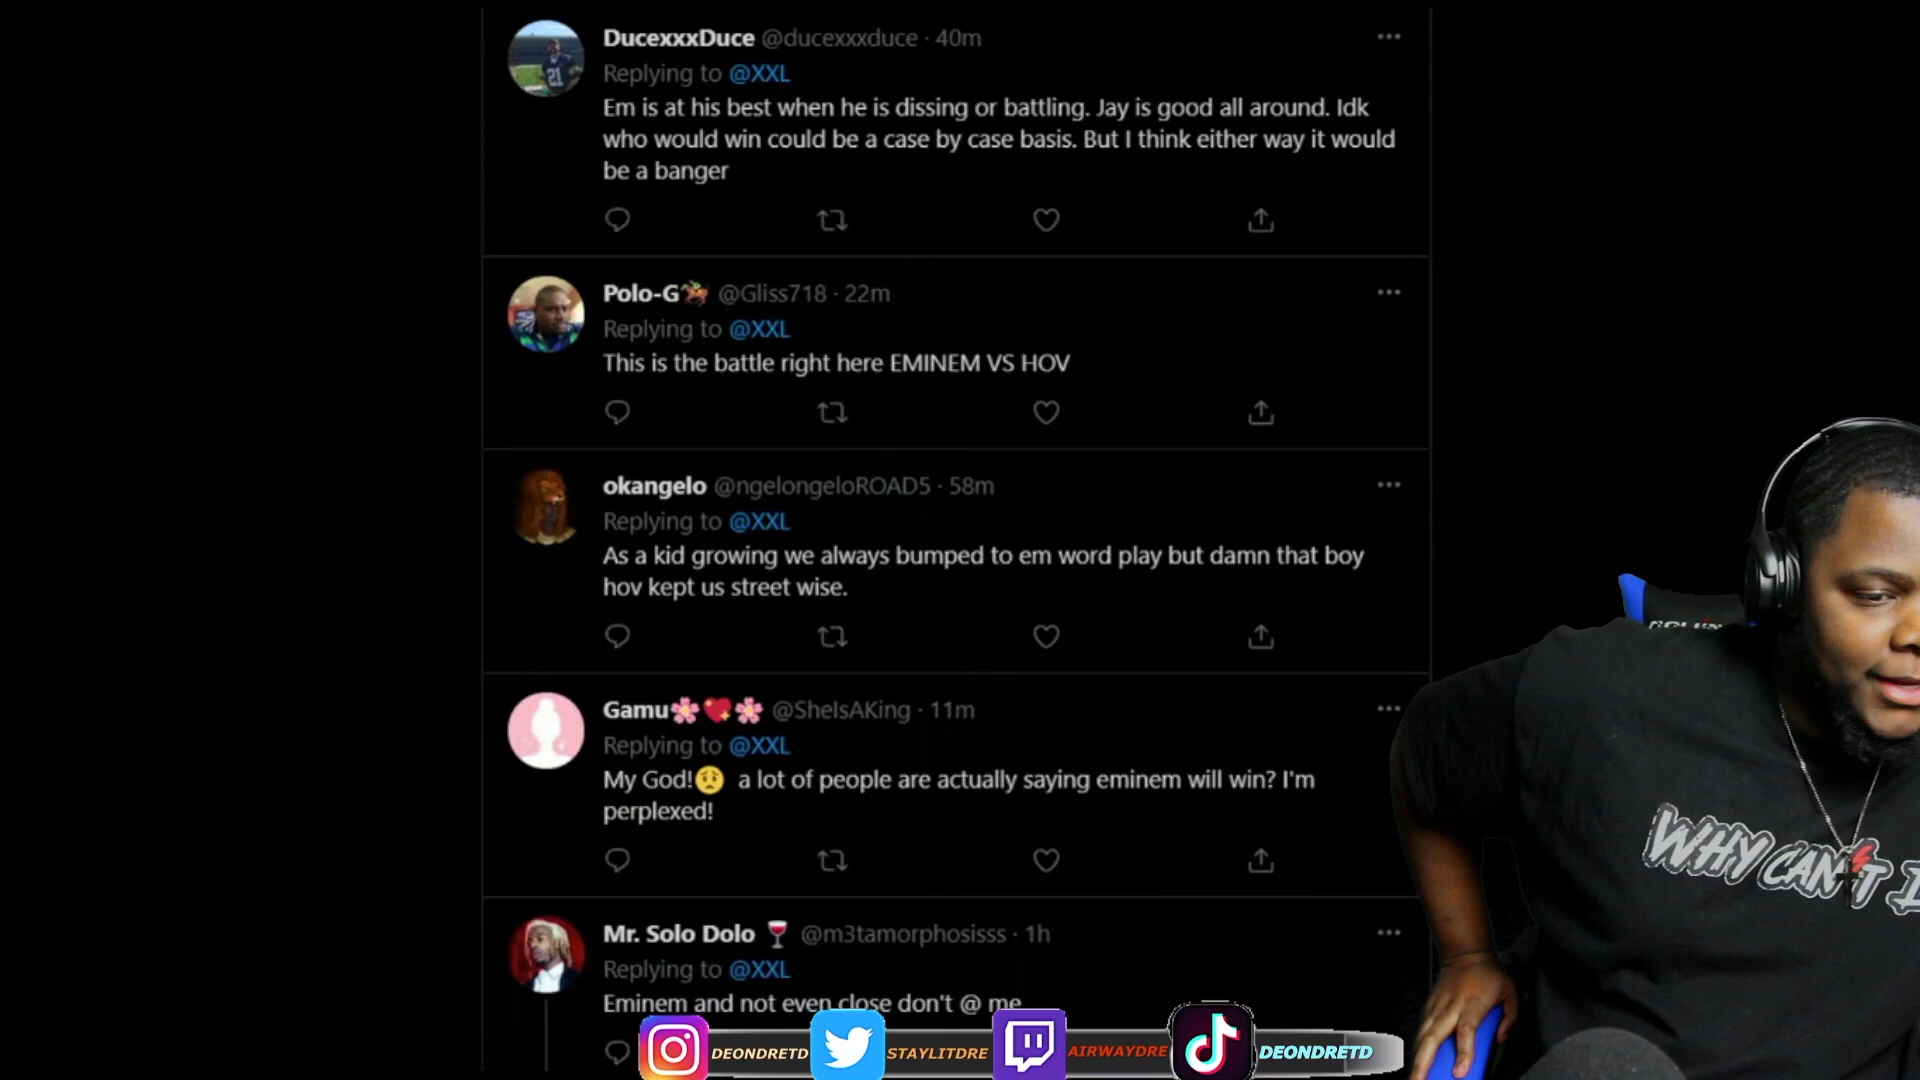 DucexxxDuce @ducexxxduce · 40m
Replying to @XXL
Em is at his best when he is dissing or battling. Jay is good all around. Idk
who would win could be a case by case basis. But I think either way it would
be a banger
Polo-G🏇 @Gliss718 · 22m
Replying to @XXL
This is the battle right here EMINEM VS HOV
okangelo @ngelongeloROAD5 · 58m
Replying to @XXL
As a kid growing we always bumped to em word play but damn that boy
hov kept us street wise.
Gamu🌸💖🌸 @SheIsAKing · 11m
Replying to @XXL
My God!😟 a lot of people are actually saying eminem will win? I'm
perplexed!
WHY CAN'T I
Mr. Solo Dolo 🍷 @m3tamorphosisss · 1h
Replying to @XXL
Eminem and not even close don't @ me
DEONDRETD STAYLITDRE AIRWAYDRE DEONDRETD